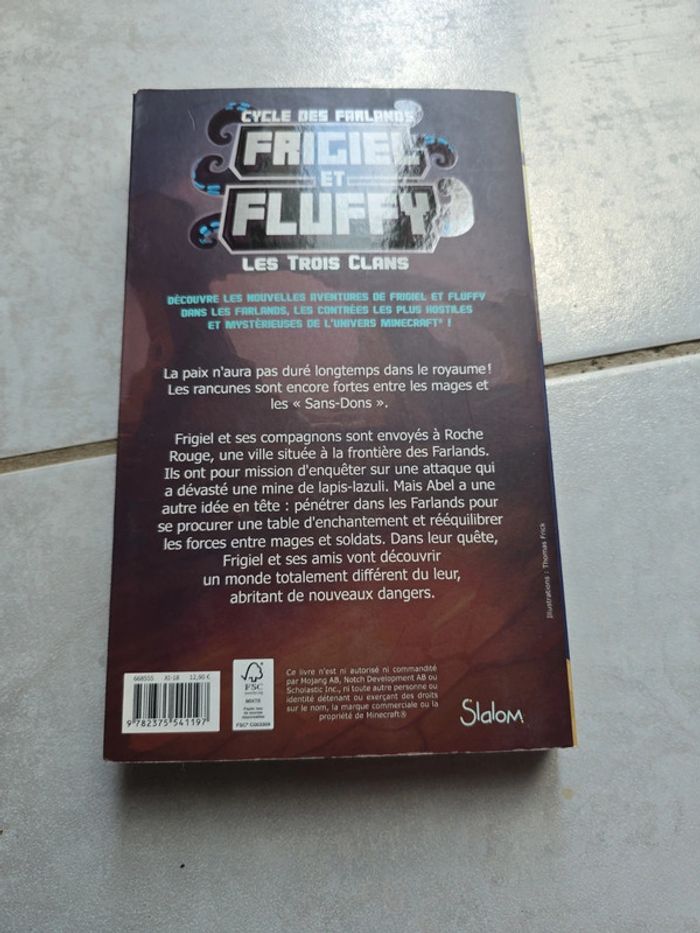 CYCLE DES FARLANDS
FRIGIEL
ET
FLUFFY
LES TROIS CLANS
DÉCOUVRE LES NOUVELLES AVENTURES DE FRIGIEL ET FLUFFY
DANS LES FARLANDS, LES CONTRÉES LES PLUS HOSTILES
ET MYSTÉRIEUSES DE L'UNIVERS MINECRAFT® !
La paix n'aura pas duré longtemps dans le royaume !
Les rancunes sont encore fortes entre les mages et
les « Sans-Dons ».
Frigiel et ses compagnons sont envoyés à Roche
Rouge, une ville située à la frontière des Farlands.
Ils ont pour mission d'enquêter sur une attaque qui
a dévasté une mine de lapis-lazuli. Mais Abel a une
autre idée en tête : pénétrer dans les Farlands pour
se procurer une table d'enchantement et rééquilibrer
les forces entre mages et soldats. Dans leur quête,
Frigiel et ses amis vont découvrir
un monde totalement différent du leur,
abritant de nouveaux dangers.
Illustrations : Thomas Frick
668555 XI-18 12,90 €
9 782375 541197
FSC
MIXTE
FSC® C003309
Ce livre n'est ni autorisé ni commandité
par Mojang AB, Notch Development AB ou
Scholastic Inc., ni toute autre personne ou
identité détenant ou exerçant des droits
sur le nom, la marque commerciale ou la
propriété de Minecraft®
Slalom